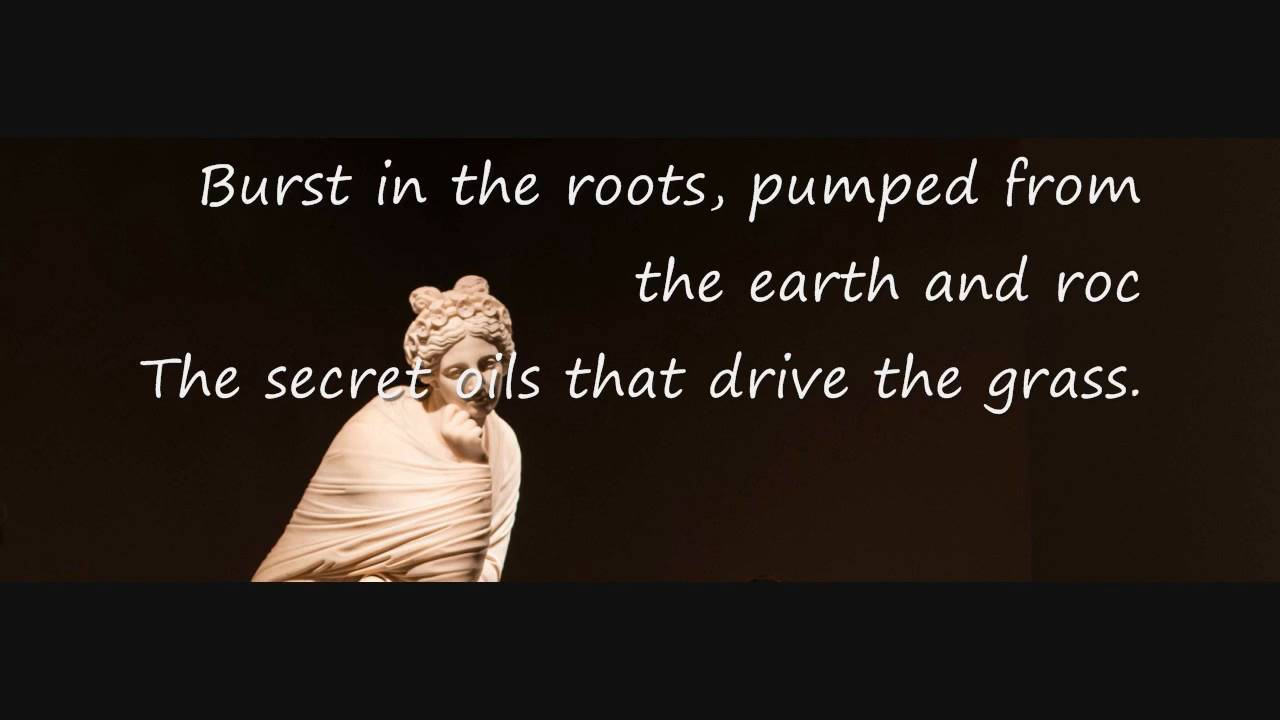 Burst in the roots, pumped from
the earth and roc
The secret oils that drive the grass.